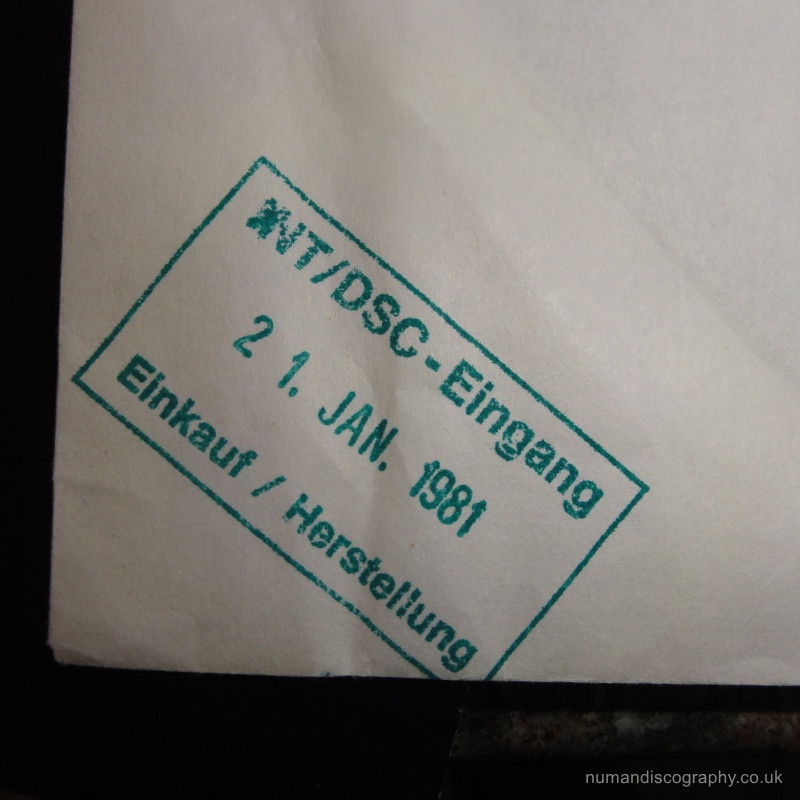 NT/DSC-Eingang
2 1. JAN. 1981
Einkauf / Herstellung
numandiscography.co.uk